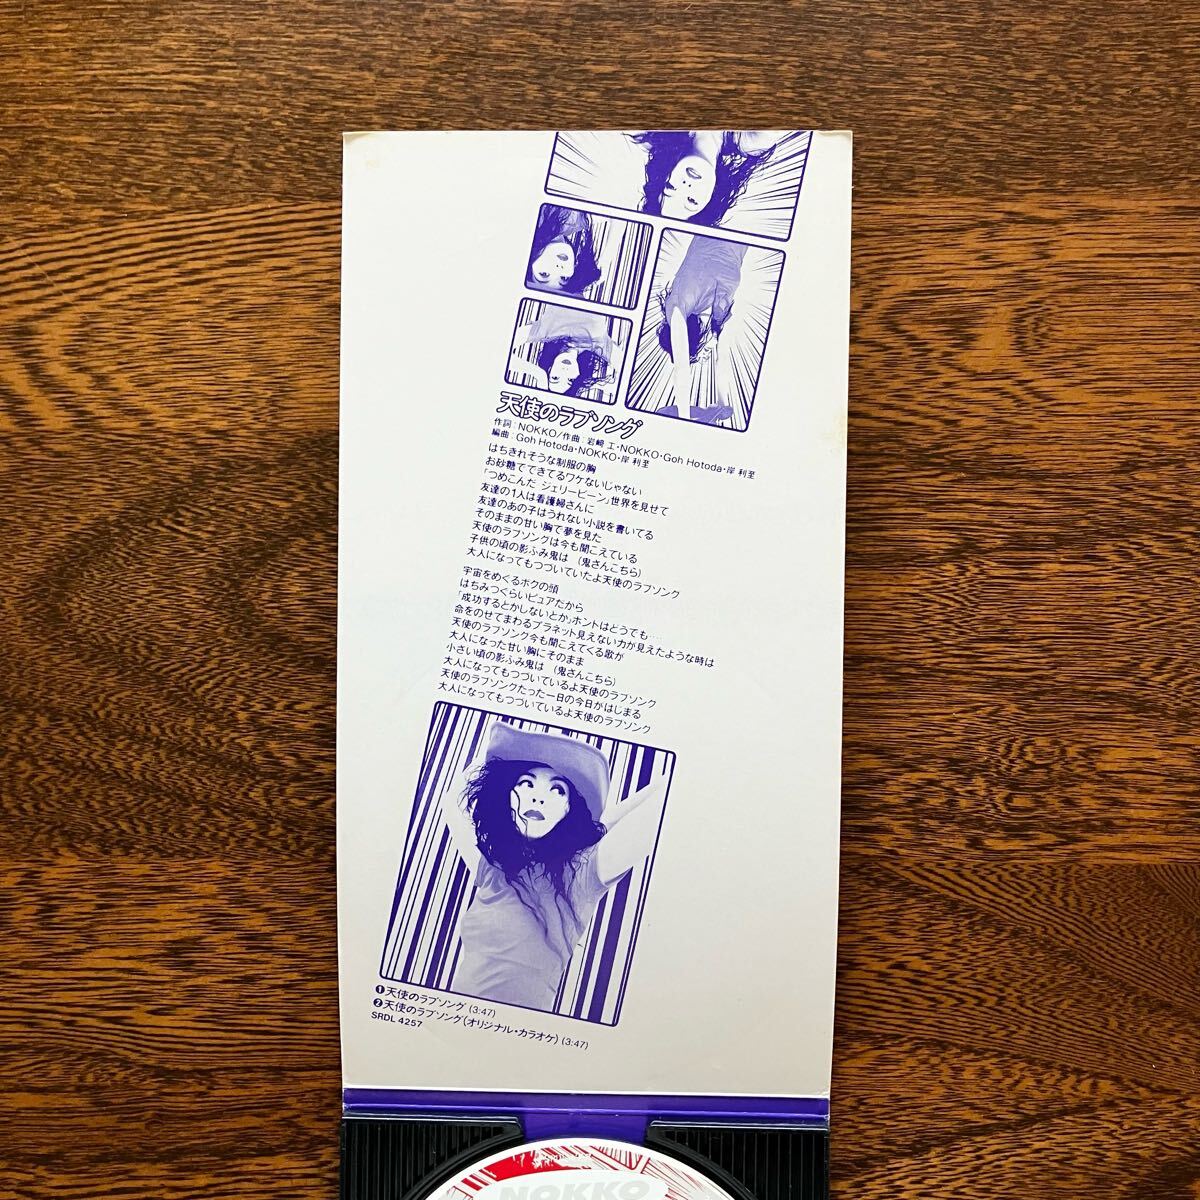 天使のラブソング
作詞：NOKKO/作曲：岩崎 工・NOKKO・Goh Hotoda・岸 利至
編曲：Goh Hotoda・NOKKO・岸 利至
はちきれそうな制服の胸
お砂糖でできてるワケないじゃない
「つめこんだ ジェリービーン」世界を見せて
友達の1人は看護婦さんに
友達のあの子はうれない小説を書いてる
そのままの甘い胸で夢を見た
天使のラブソングは今も聞こえている
子供の頃の影ふみ鬼は (鬼さんこちら)
大人になってもつづいていたよ天使のラブソング
宇宙をめぐるボクの頭
はちみつくらいピュアだから
「成功するとかしないとか」ホントはどうでも‥‥
命をのせてまわるプラネット見えない力が見えたような時は
天使のラブソング今も聞こえてくる歌が
大人になった甘い胸にそのまま
小さい頃の影ふみ鬼は (鬼さんこちら)
大人になってもつづいているよ天使のラブソング
天使のラブソングたった一日の今日がはじまる
大人になってもつづいているよ天使のラブソング
❶天使のラブソング (3:47)
❷天使のラブソング(オリジナル・カラオケ) (3:47)
SRDL 4257
NOKKO